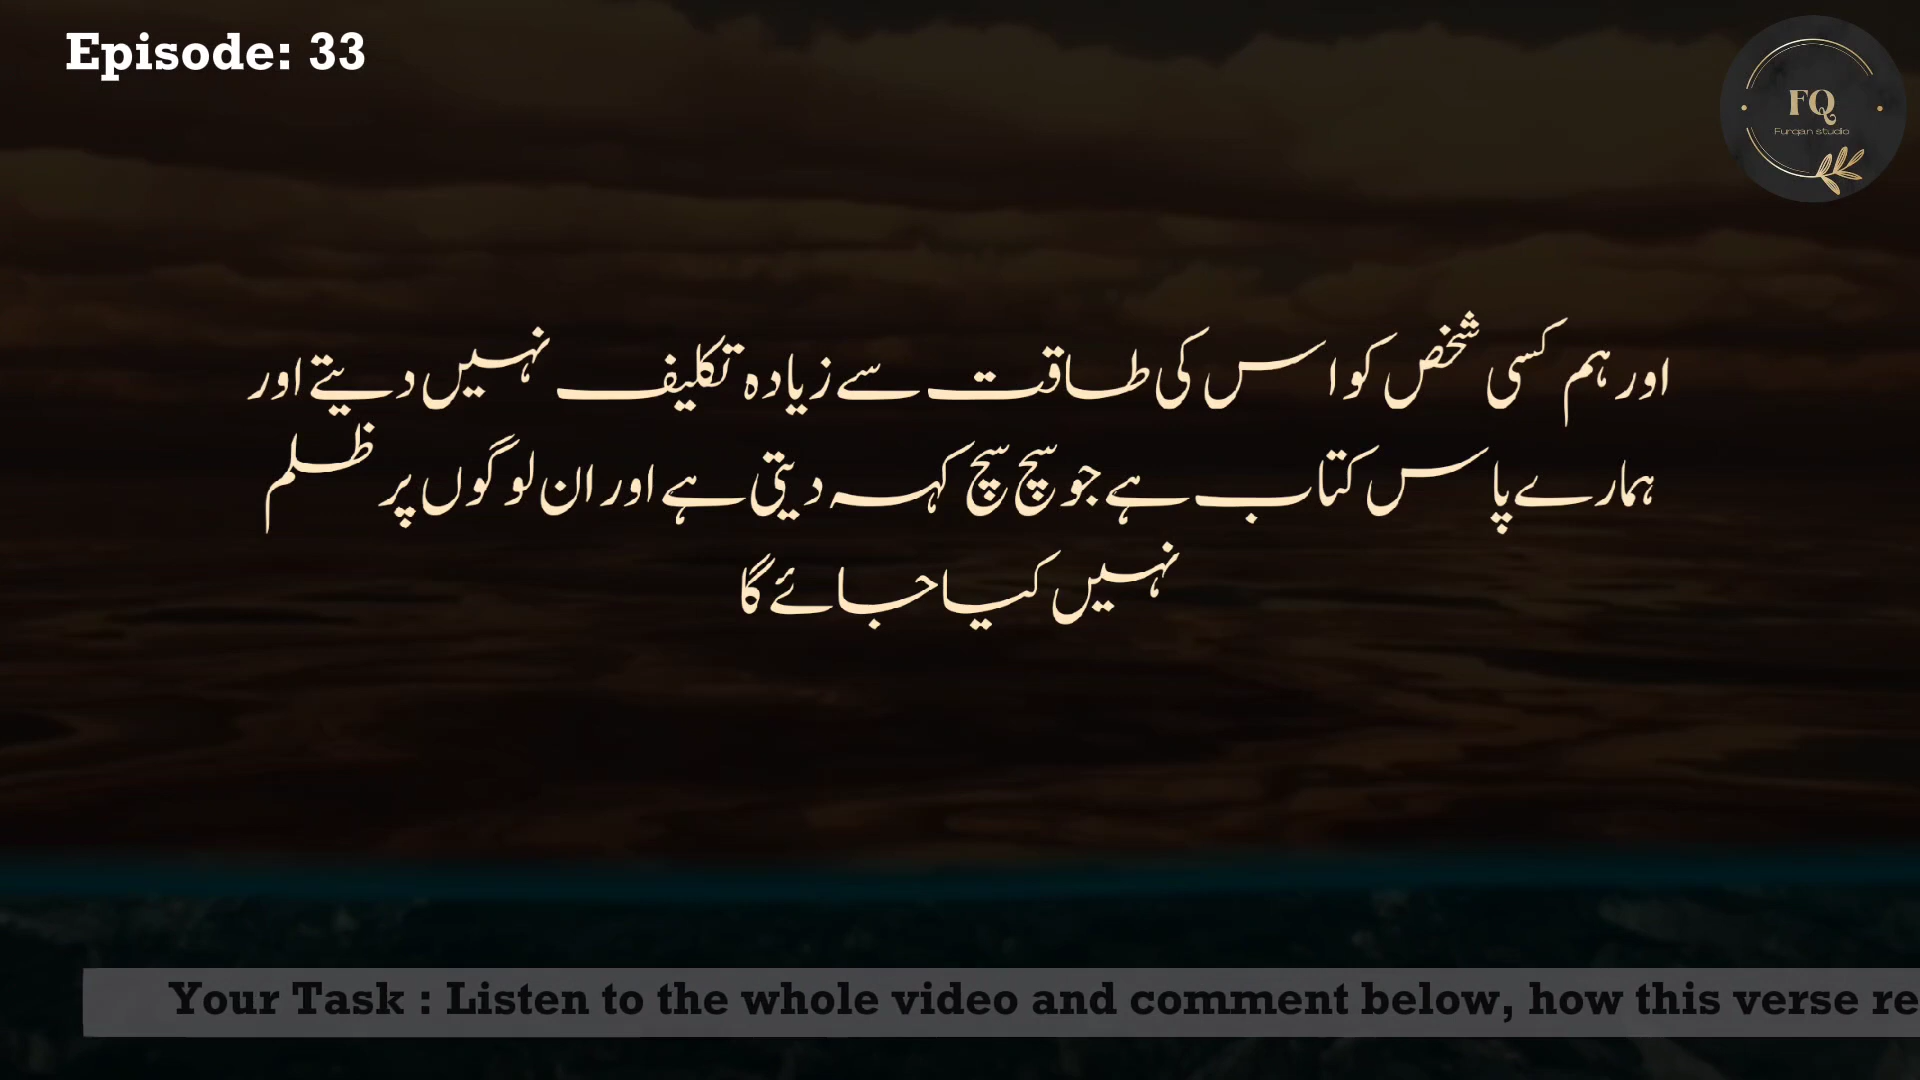 Episode: 33
FQ
Furqan studio
اور ہم کسی شخص کو اس کی طاقت سے زیادہ تکلیف نہیں دیتے اور
ہمارے پاس کتاب ہے جو سچ سچ کہہ دیتی ہے اور ان لوگوں پر ظلم
نہیں کیا جائے گا
Your Task : Listen to the whole video and comment below, how this verse re